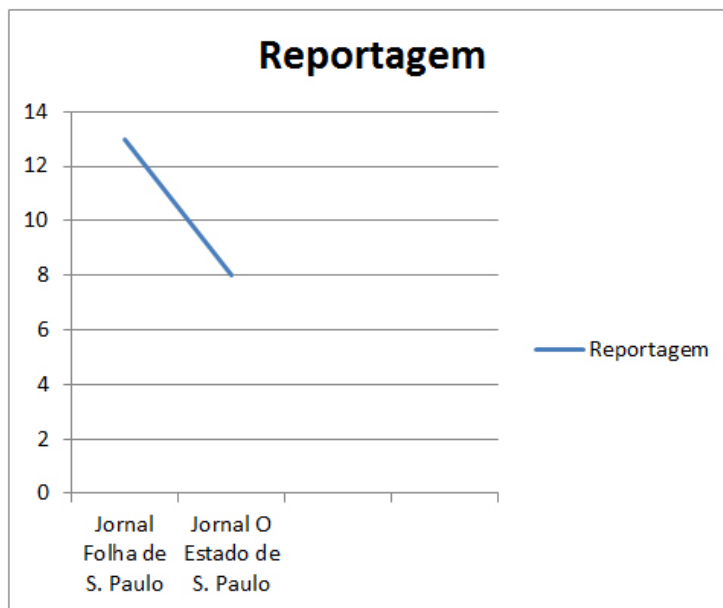 Reportagem
14
12
10
8
6
4
2
0
Reportagem
Jornal
Folha de
S. Paulo
Jornal O
Estado de
S. Paulo